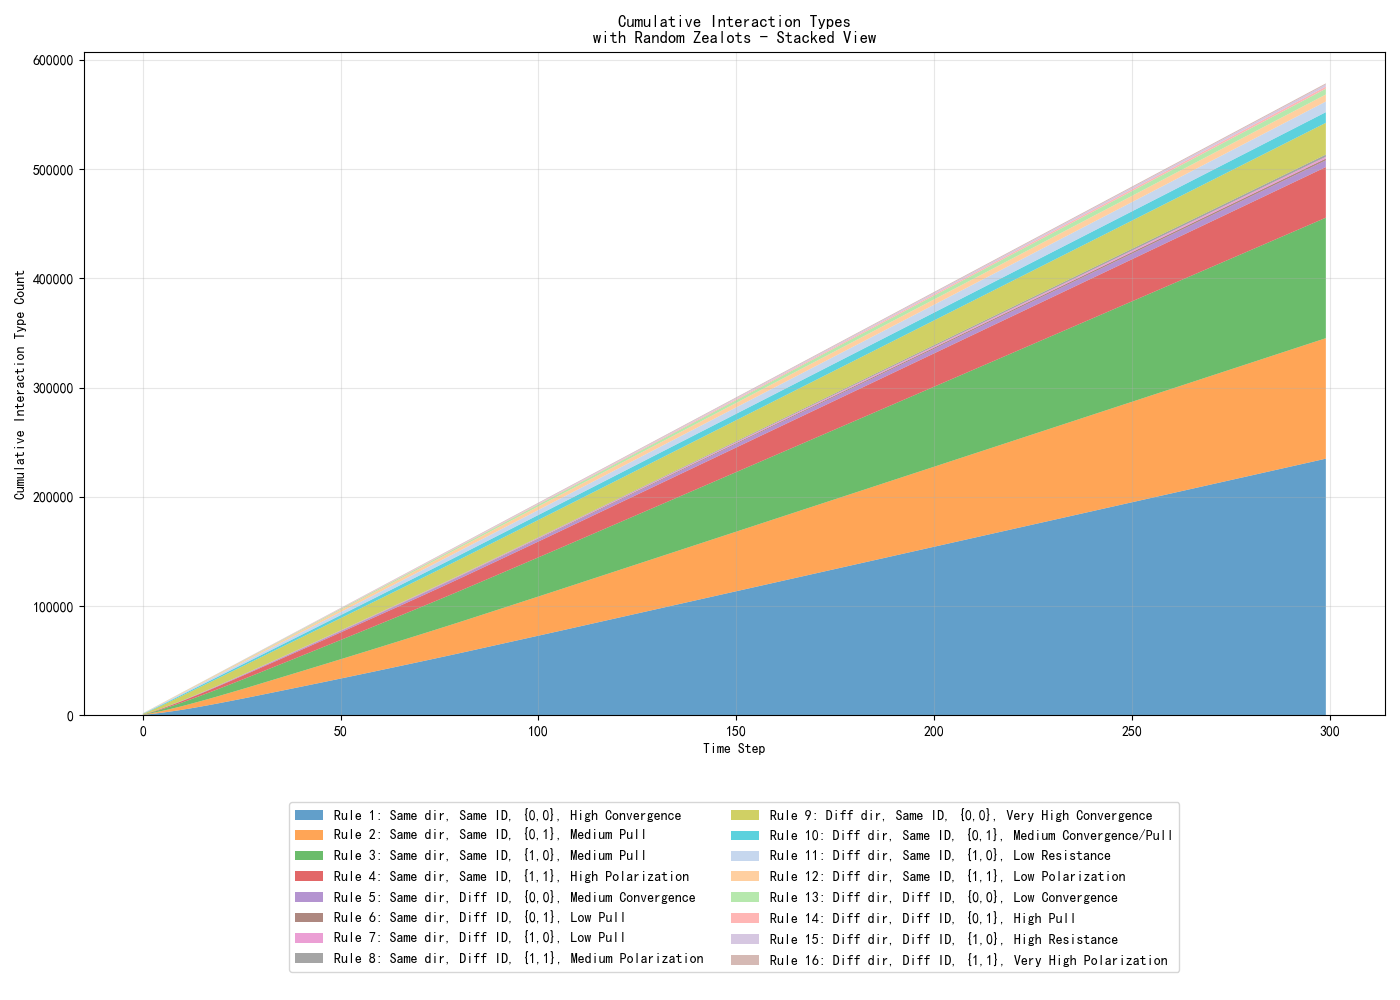 Cumulative Interaction Types
with Random Zealots - Stacked View
Cumulative Interaction Type Count
600000
500000
400000
300000
200000
100000
0
0 50 100 150 200 250 300
Time Step
Rule 1: Same dir, Same ID, {0,0}, High Convergence
Rule 2: Same dir, Same ID, {0,1}, Medium Pull
Rule 3: Same dir, Same ID, {1,0}, Medium Pull
Rule 4: Same dir, Same ID, {1,1}, High Polarization
Rule 5: Same dir, Diff ID, {0,0}, Medium Convergence
Rule 6: Same dir, Diff ID, {0,1}, Low Pull
Rule 7: Same dir, Diff ID, {1,0}, Low Pull
Rule 8: Same dir, Diff ID, {1,1}, Medium Polarization
Rule 9: Diff dir, Same ID, {0,0}, Very High Convergence
Rule 10: Diff dir, Same ID, {0,1}, Medium Convergence/Pull
Rule 11: Diff dir, Same ID, {1,0}, Low Resistance
Rule 12: Diff dir, Same ID, {1,1}, Low Polarization
Rule 13: Diff dir, Diff ID, {0,0}, Low Convergence
Rule 14: Diff dir, Diff ID, {0,1}, High Pull
Rule 15: Diff dir, Diff ID, {1,0}, High Resistance
Rule 16: Diff dir, Diff ID, {1,1}, Very High Polarization